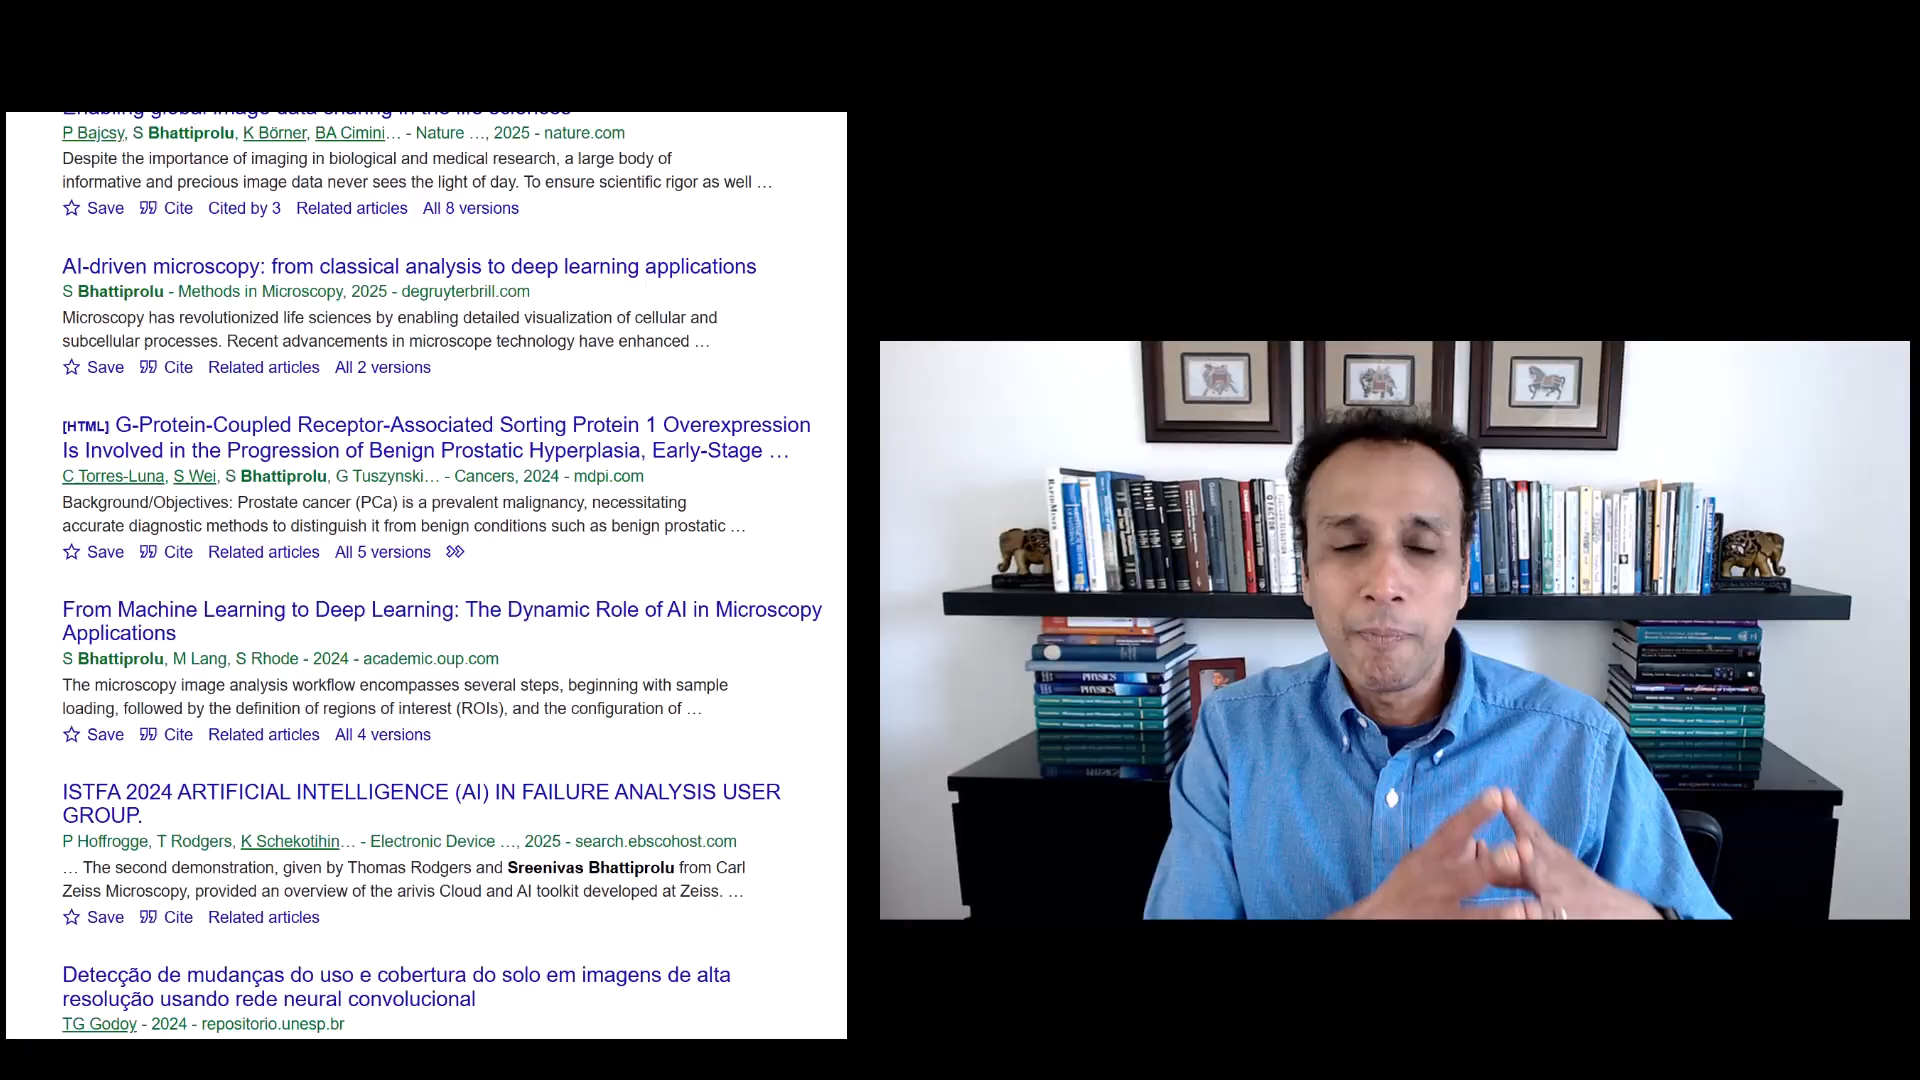 Enabling global image data sharing in the life sciences
P Bajcsy, S Bhattiprolu, K Börner, BA Cimini… - Nature …, 2025 - nature.com
Despite the importance of imaging in biological and medical research, a large body of
informative and precious image data never sees the light of day. To ensure scientific rigor as well …
Save Cite Cited by 3 Related articles All 8 versions
AI-driven microscopy: from classical analysis to deep learning applications
S Bhattiprolu - Methods in Microscopy, 2025 - degruyterbrill.com
Microscopy has revolutionized life sciences by enabling detailed visualization of cellular and
subcellular processes. Recent advancements in microscope technology have enhanced …
Save Cite Related articles All 2 versions
[HTML] G-Protein-Coupled Receptor-Associated Sorting Protein 1 Overexpression
Is Involved in the Progression of Benign Prostatic Hyperplasia, Early-Stage …
C Torres-Luna, S Wei, S Bhattiprolu, G Tuszynski… - Cancers, 2024 - mdpi.com
Background/Objectives: Prostate cancer (PCa) is a prevalent malignancy, necessitating
accurate diagnostic methods to distinguish it from benign conditions such as benign prostatic …
Save Cite Related articles All 5 versions
From Machine Learning to Deep Learning: The Dynamic Role of AI in Microscopy
Applications
S Bhattiprolu, M Lang, S Rhode - 2024 - academic.oup.com
The microscopy image analysis workflow encompasses several steps, beginning with sample
loading, followed by the definition of regions of interest (ROIs), and the configuration of …
Save Cite Related articles All 4 versions
ISTFA 2024 ARTIFICIAL INTELLIGENCE (AI) IN FAILURE ANALYSIS USER
GROUP.
P Hoffrogge, T Rodgers, K Schekotihin… - Electronic Device …, 2025 - search.ebscohost.com
… The second demonstration, given by Thomas Rodgers and Sreenivas Bhattiprolu from Carl
Zeiss Microscopy, provided an overview of the arivis Cloud and AI toolkit developed at Zeiss. …
Save Cite Related articles
Detecção de mudanças do uso e cobertura do solo em imagens de alta
resolução usando rede neural convolucional
TG Godoy - 2024 - repositorio.unesp.br
PHYSICS
PHYSICS
PHYSICS